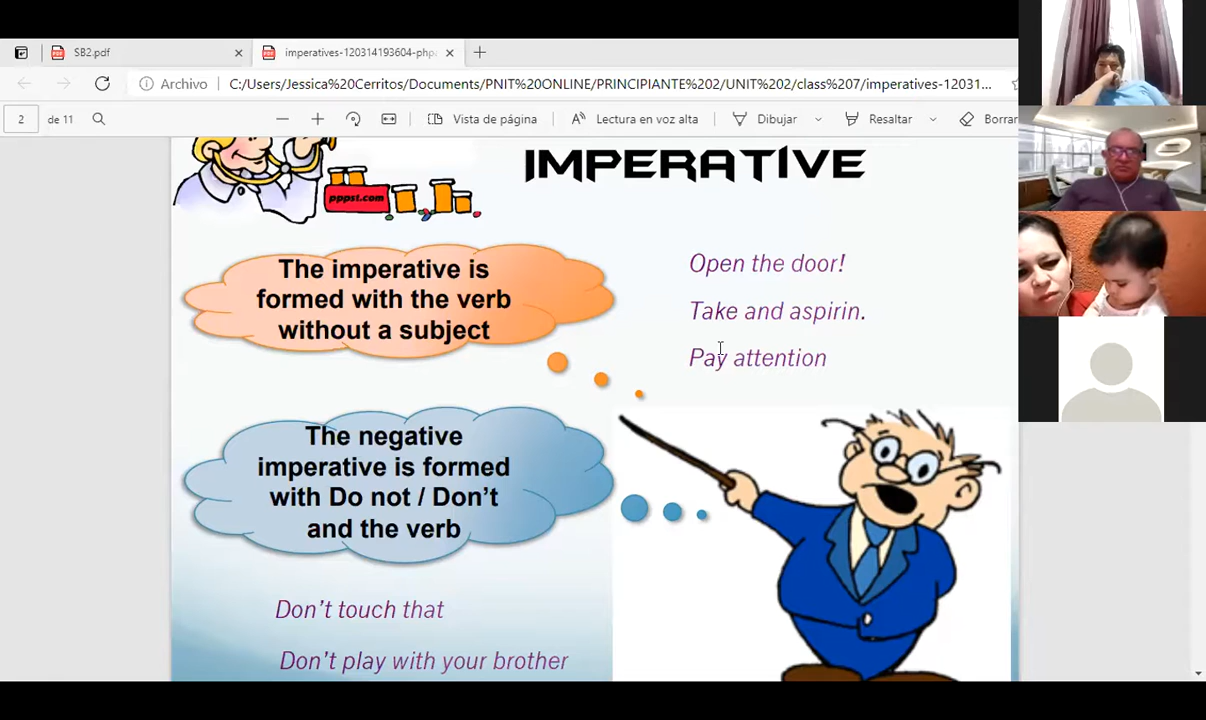 SB2.pdf
imperatives-120314193604-phpa
Archivo
C:/Users/Jessica%20Cerritos/Documents/PNIT%20ONLINE/PRINCIPIANTE%202/UNIT%202/class%207/imperatives-12031...
2 de 11
Vista de página
Lectura en voz alta
Dibujar
Resaltar
Borrar
IMPERATIVE
pppst.com
The imperative is
formed with the verb
without a subject
Open the door!
Take and aspirin.
Pay attention
The negative
imperative is formed
with Do not / Don't
and the verb
Don't touch that
Don't play with your brother